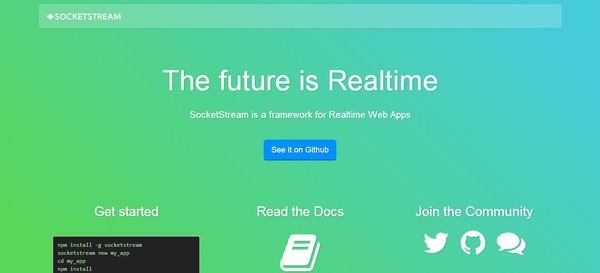 SOCKETSTREAM
The future is Realtime
SocketStream is a framework for Realtime Web Apps
See it on Github
Get started
Read the Docs
Join the Community
npm install -g socketstream
socketstream new my_app
cd my_app
npm install